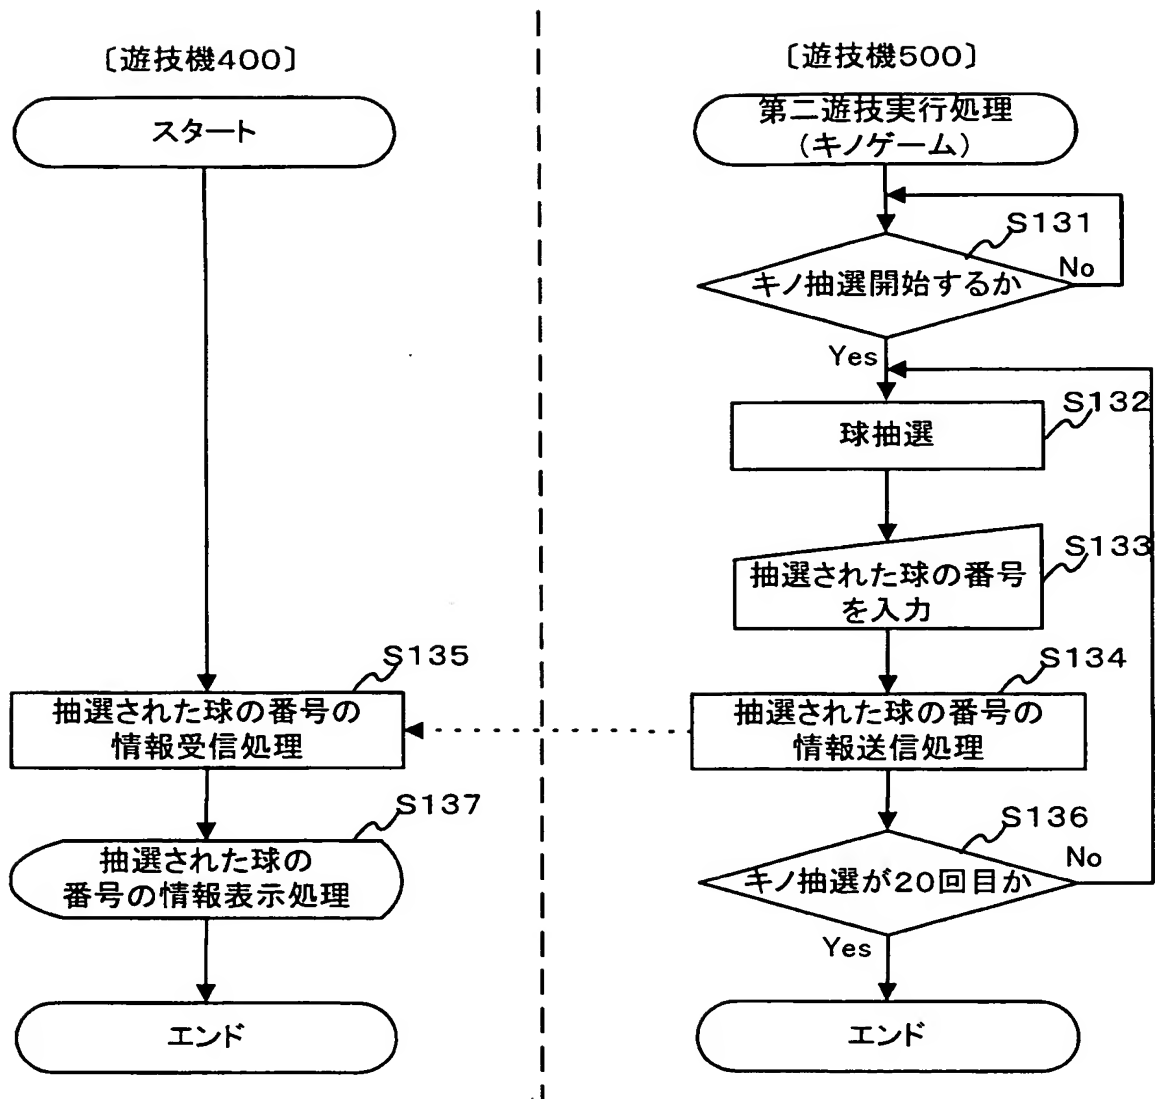 〔遊技機400〕
スタート
S135
抽選された球の番号の
情報受信処理
S137
抽選された球の
番号の情報表示処理
エンド
〔遊技機500〕
第二遊技実行処理
(キノゲーム)
S131
キノ抽選開始するか
No
Yes
S132
球抽選
S133
抽選された球の番号
を入力
S134
抽選された球の番号の
情報送信処理
S136
キノ抽選が20回目か
No
Yes
エンド